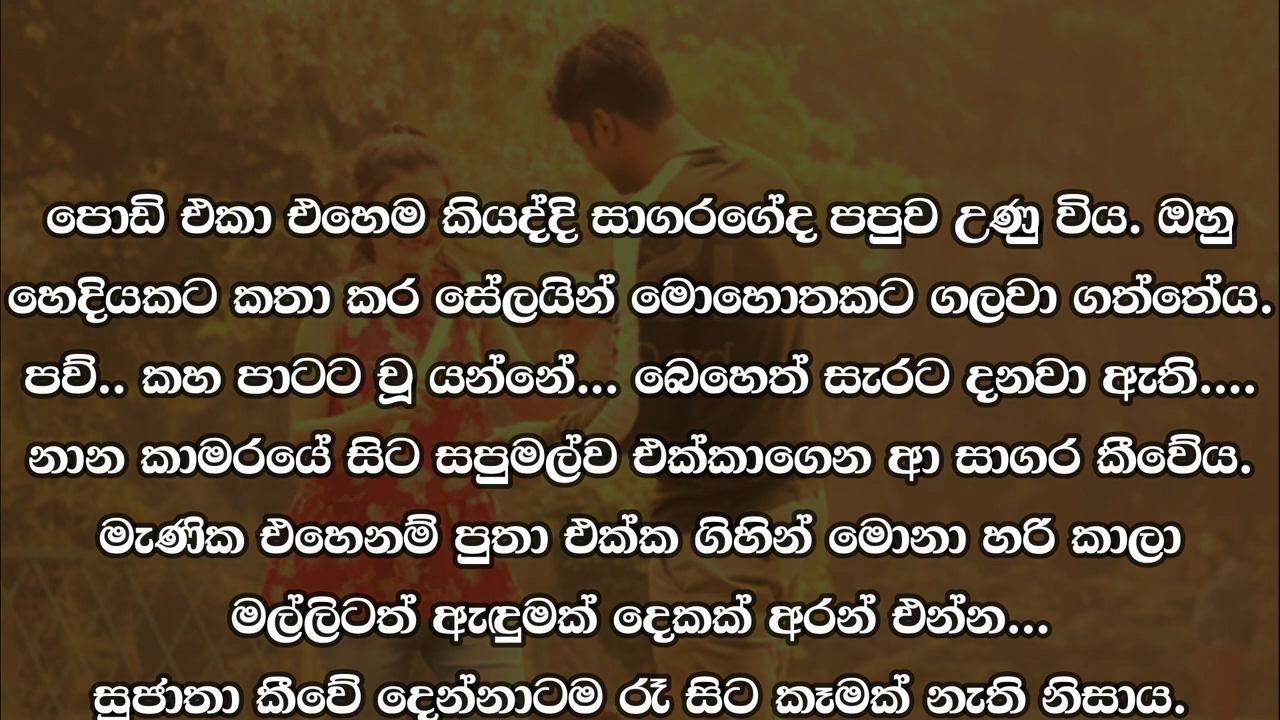 පොඩි එකා එහෙම කියද්දි සාගරගේද පපුව උණු විය. ඔහු
හෙදියකට කතා කර සේලයින් මොහොතකට ගලවා ගත්තේය.
පව්.. කහ පාටට චූ යන්නේ... බෙහෙත් සැරට දනවා ඇති....
නාන කාමරයේ සිට සපුමල්ව එක්කාගෙන ආ සාගර කීවේය.
මැණික එහෙනම් පුතා එක්ක ගිහින් මොනා හරි කාලා
මල්ලිටත් ඇඳුමක් දෙකක් අරන් එන්න...
සුජාතා කීවේ දෙන්නාටම රෑ සිට කෑමක් නැති නිසාය.